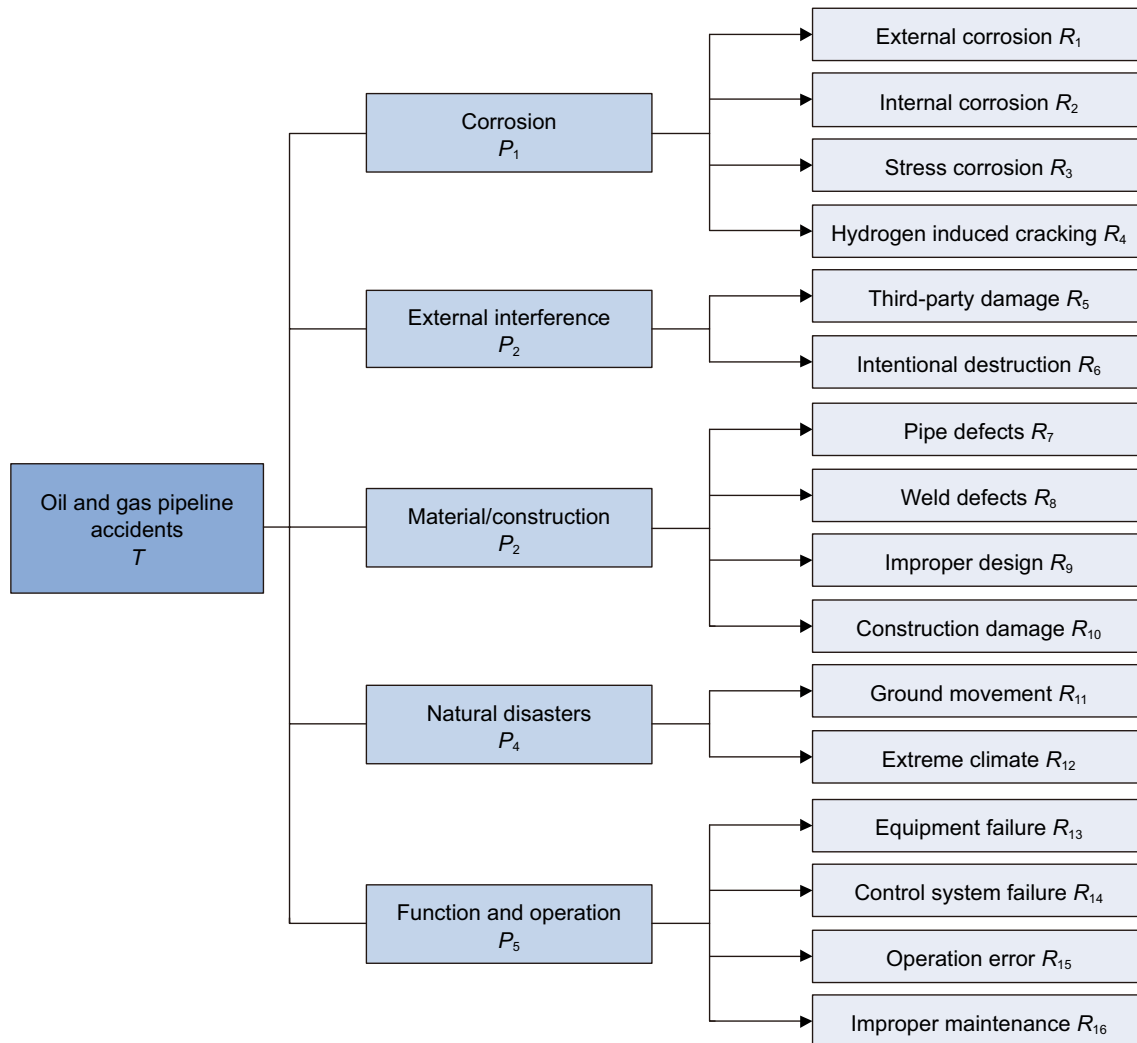 Oil and gas pipeline
accidents
T
Corrosion
P₁
External corrosion R₁
Internal corrosion R₂
Stress corrosion R₃
Hydrogen induced cracking R₄
External interference
P₂
Third-party damage R₅
Intentional destruction R₆
Material/construction
P₂
Pipe defects R₇
Weld defects R₈
Improper design R₉
Construction damage R₁₀
Natural disasters
P₄
Ground movement R₁₁
Extreme climate R₁₂
Function and operation
P₅
Equipment failure R₁₃
Control system failure R₁₄
Operation error R₁₅
Improper maintenance R₁₆